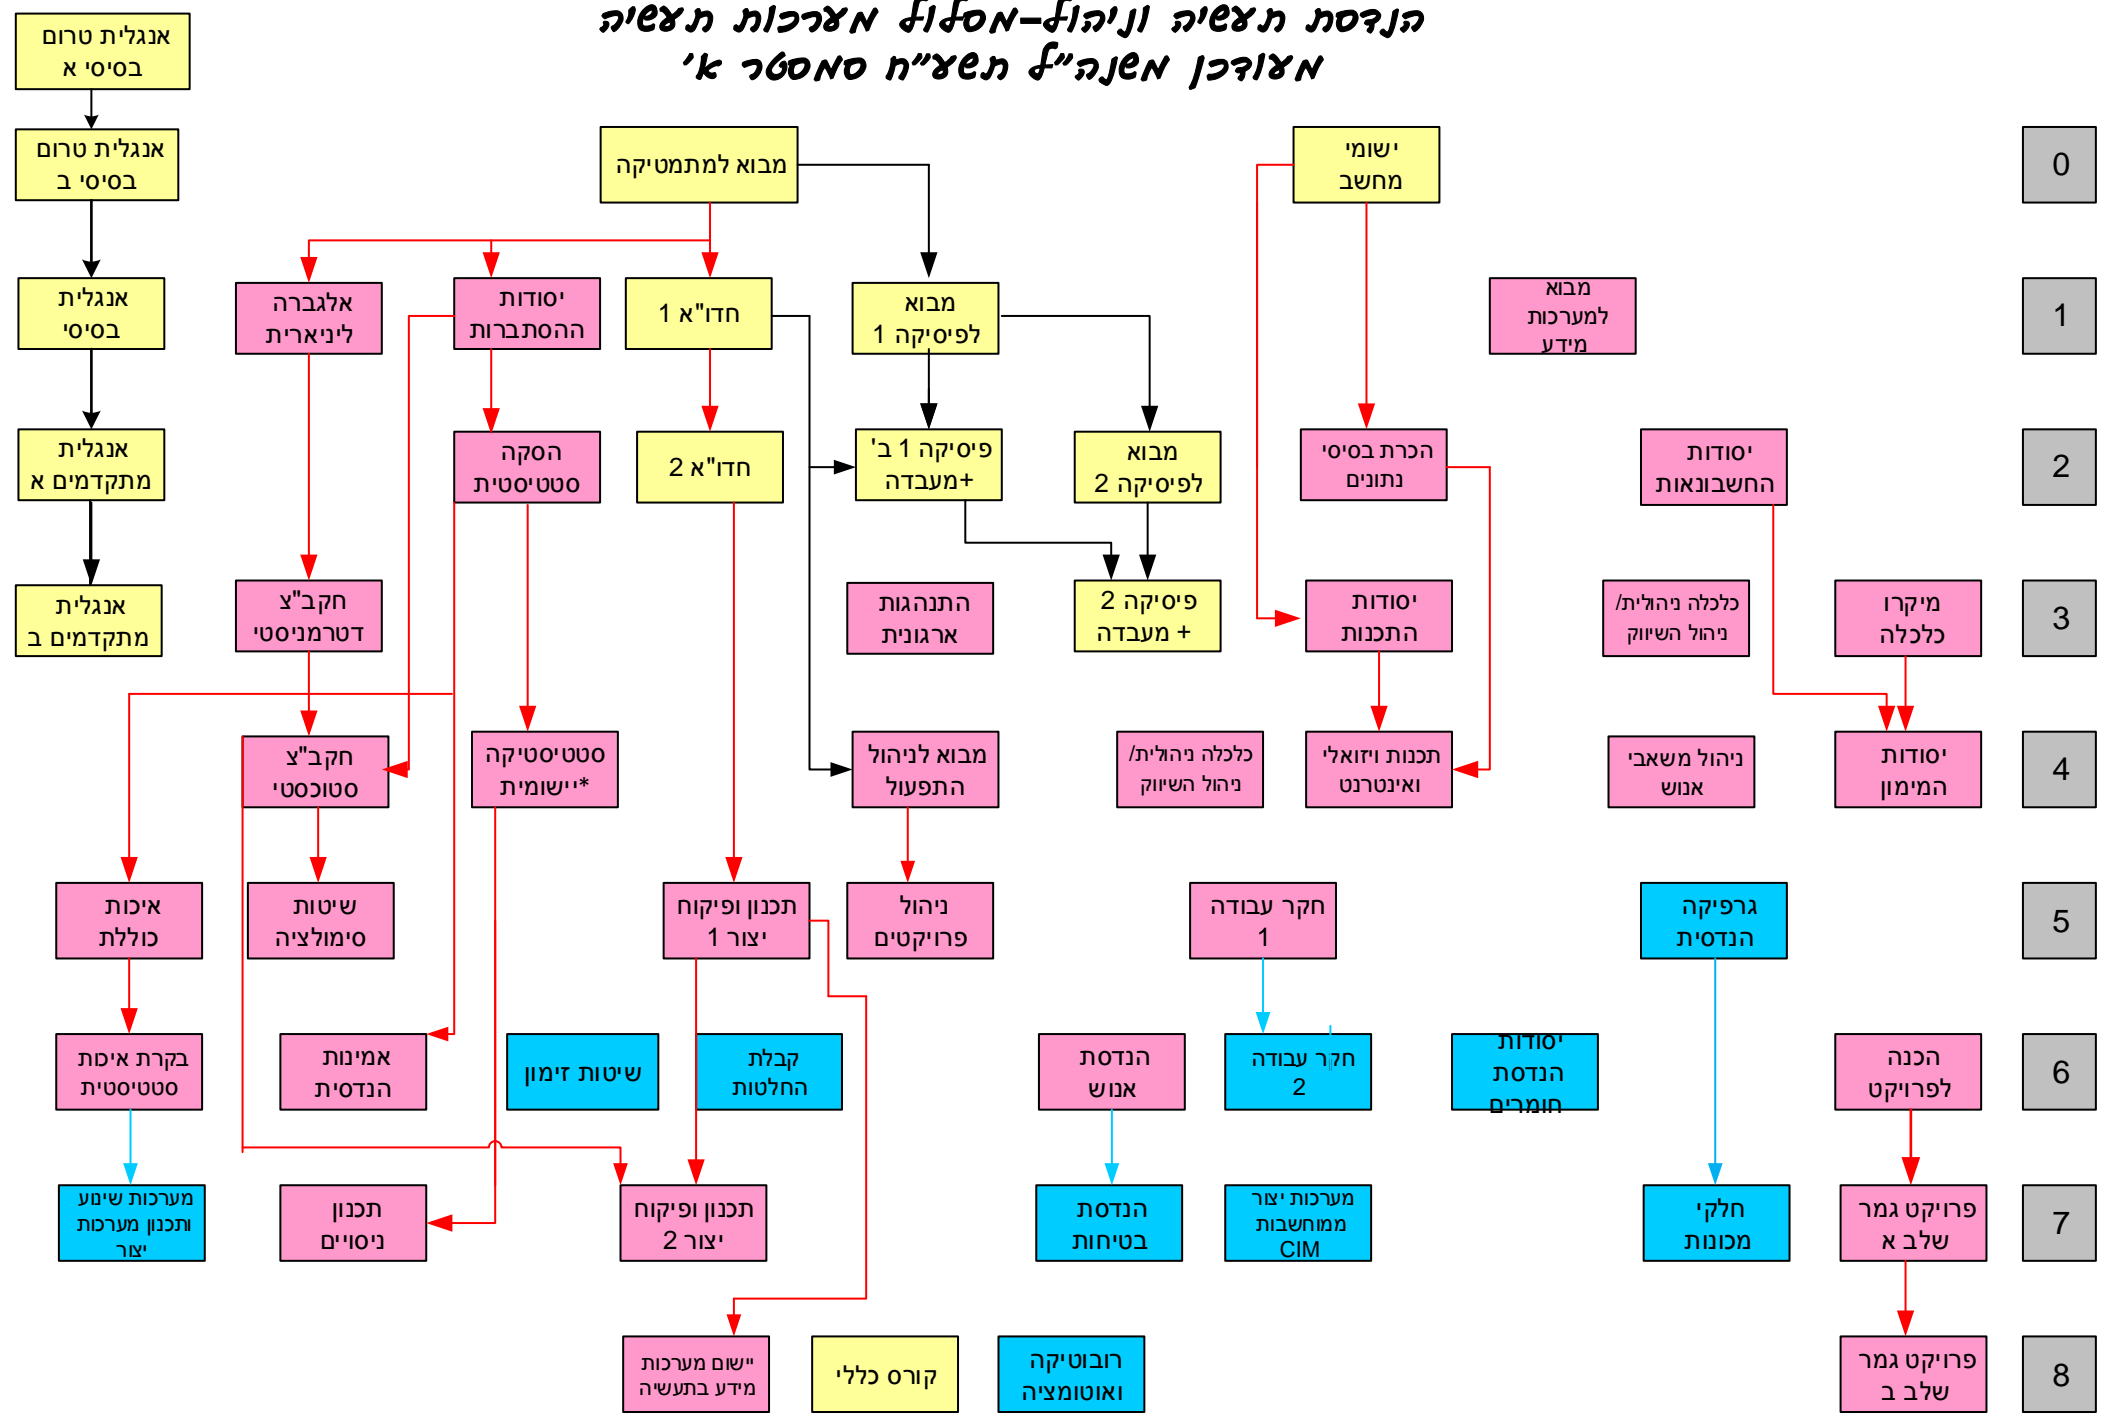 הנדסת תעשיה וניהול-מסלול מערכות תעשיה
מעודכן משנה"ל תשע"ח סמסטר א'
אנגלית טרום
בסיסי א
0
ישומי
מחשב
מבוא למתמטיקה
אנגלית טרום
בסיסי ב
1
מבוא
למערכות
מידע
מבוא
לפיסיקה 1
חדו"א 1
יסודות
ההסתברות
אלגברה
ליניארית
אנגלית
בסיסי
2
יסודות
החשבונאות
הכרת בסיסי
נתונים
מבוא
לפיסיקה 2
פיסיקה 1 ב'
+מעבדה
חדו"א 2
הסקה
סטטיסטית
אנגלית
מתקדמים א
3
מיקרו
כלכלה
כלכלה ניהולית/
ניהול השיווק
יסודות
התכנות
פיסיקה 2
+ מעבדה
התנהגות
ארגונית
חקב"צ
דטרמניסטי
אנגלית
מתקדמים ב
4
יסודות
המימון
ניהול משאבי
אנוש
תכנות ויזואלי
ואינטרנט
כלכלה ניהולית/
ניהול השיווק
מבוא לניהול
התפעול
סטטיסטיקה
יישומית*
חקב"צ
סטוכסטי
5
גרפיקה
הנדסית
חקר עבודה
1
ניהול
פרויקטים
תכנון ופיקוח
יצור 1
שיטות
סימולציה
איכות
כוללת
6
הכנה
לפרויקט
יסודות
הנדסת
חומרים
חקר עבודה
2
הנדסת
אנוש
קבלת
החלטות
שיטות זימון
אמינות
הנדסית
בקרת איכות
סטטיסטית
7
פרויקט גמר
שלב א
חלקי
מכונות
מערכות יצור
ממוחשבות
CIM
הנדסת
בטיחות
תכנון ופיקוח
יצור 2
תכנון
ניסויים
מערכות שינוע
ותכנון מערכות
יצור
8
פרויקט גמר
שלב ב
רובוטיקה
ואוטומציה
קורס כללי
יישום מערכות
מידע בתעשיה